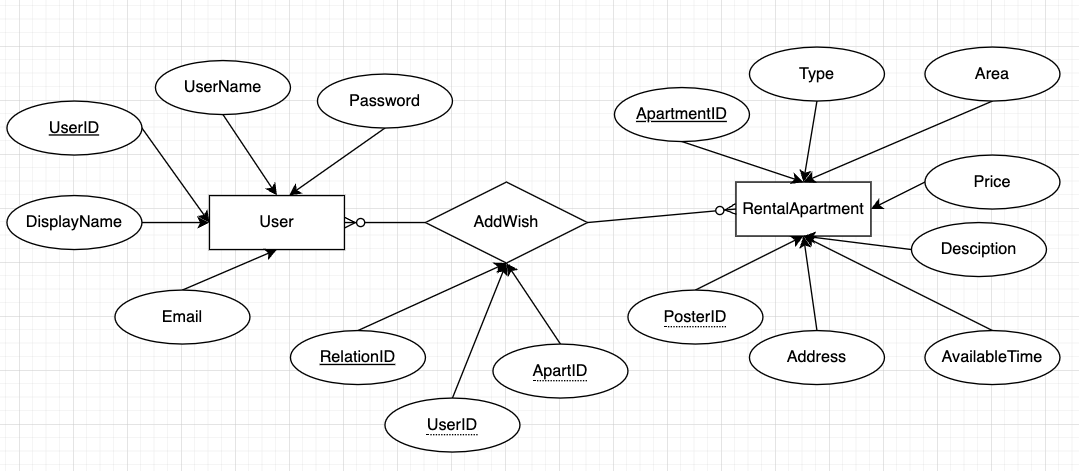 Type
Area
UserName
Password
ApartmentID
UserID
Price
DisplayName
User
AddWish
RentalApartment
Desciption
Email
PosterID
RelationID
ApartID
Address
AvailableTime
UserID